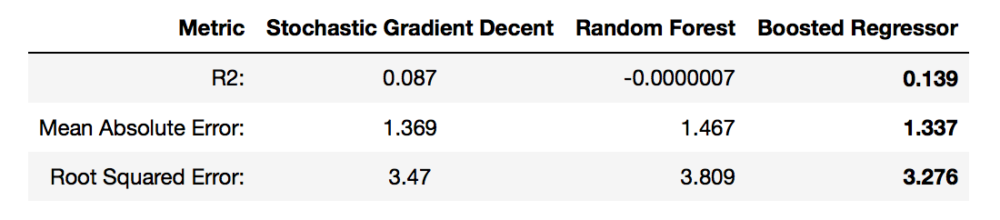 Metric Stochastic Gradient Decent Random Forest Boosted Regressor
R2: 0.087 -0.0000007 0.139
Mean Absolute Error: 1.369 1.467 1.337
Root Squared Error: 3.47 3.809 3.276